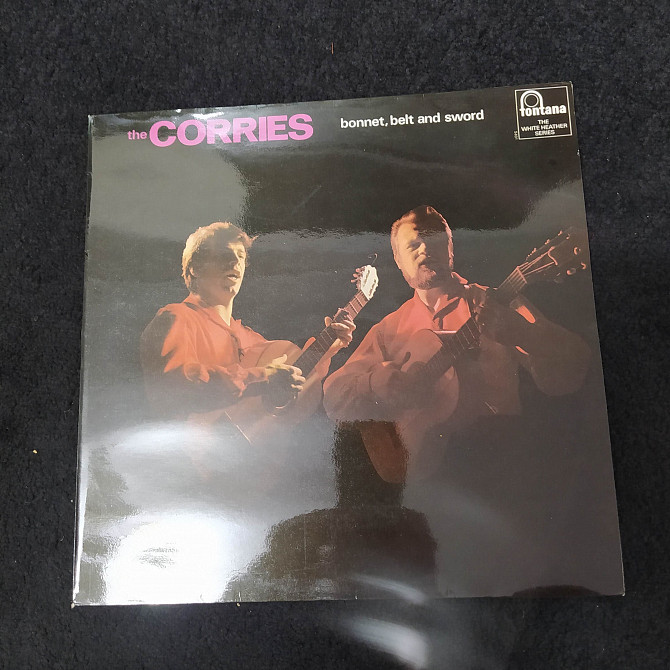 the CORRIES
bonnet, belt and sword
fontana
THE
WHITE HEATHER
SERIES